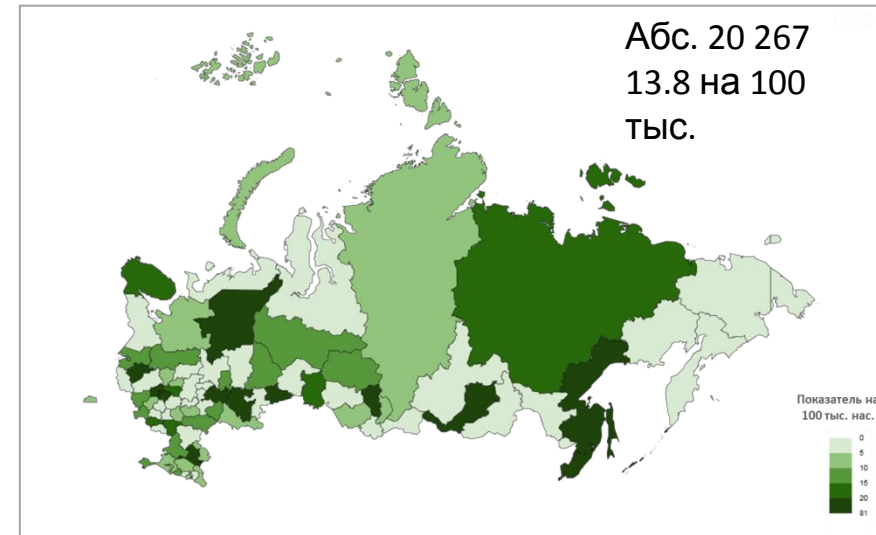 Абс. 20 267
13.8 на 100
тыс.
Показатель на
100 тыс. нас.
0
5
10
15
20
81